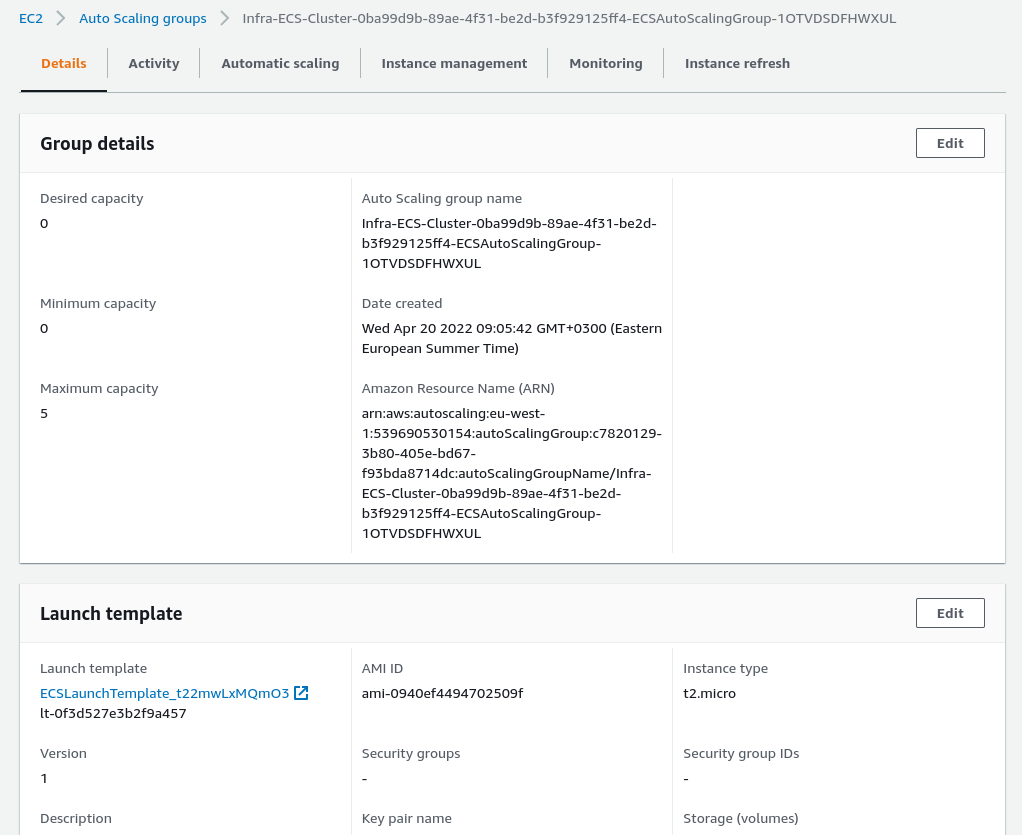 EC2 > Auto Scaling groups > Infra-ECS-Cluster-0ba99d9b-89ae-4f31-be2d-b3f929125ff4-ECSAutoScalingGroup-1OTVDSDFHWXUL
Details Activity Automatic scaling Instance management Monitoring Instance refresh
Group details Edit
Desired capacity
0
Auto Scaling group name
Infra-ECS-Cluster-0ba99d9b-89ae-4f31-be2d-
b3f929125ff4-ECSAutoScalingGroup-
1OTVDSDFHWXUL
Minimum capacity
0
Date created
Wed Apr 20 2022 09:05:42 GMT+0300 (Eastern
European Summer Time)
Maximum capacity
5
Amazon Resource Name (ARN)
arn:aws:autoscaling:eu-west-
1:539690530154:autoScalingGroup:c7820129-
3b80-405e-bd67-
f93bda8714dc:autoScalingGroupName/Infra-
ECS-Cluster-0ba99d9b-89ae-4f31-be2d-
b3f929125ff4-ECSAutoScalingGroup-
1OTVDSDFHWXUL
Launch template Edit
Launch template
ECSLaunchTemplate_t22mwLxMQmO3
lt-0f3d527e3b2f9a457
AMI ID
ami-0940ef4494702509f
Instance type
t2.micro
Version
1
Security groups
-
Security group IDs
-
Description
Key pair name
Storage (volumes)